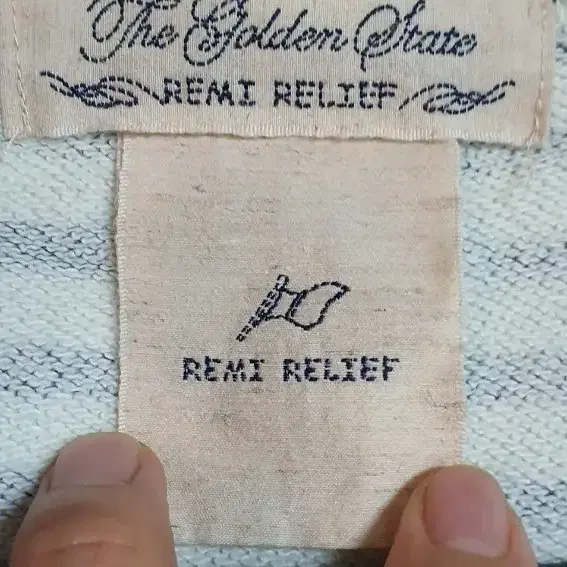 The Golden State
REMI RELIEF
REMI RELIEF